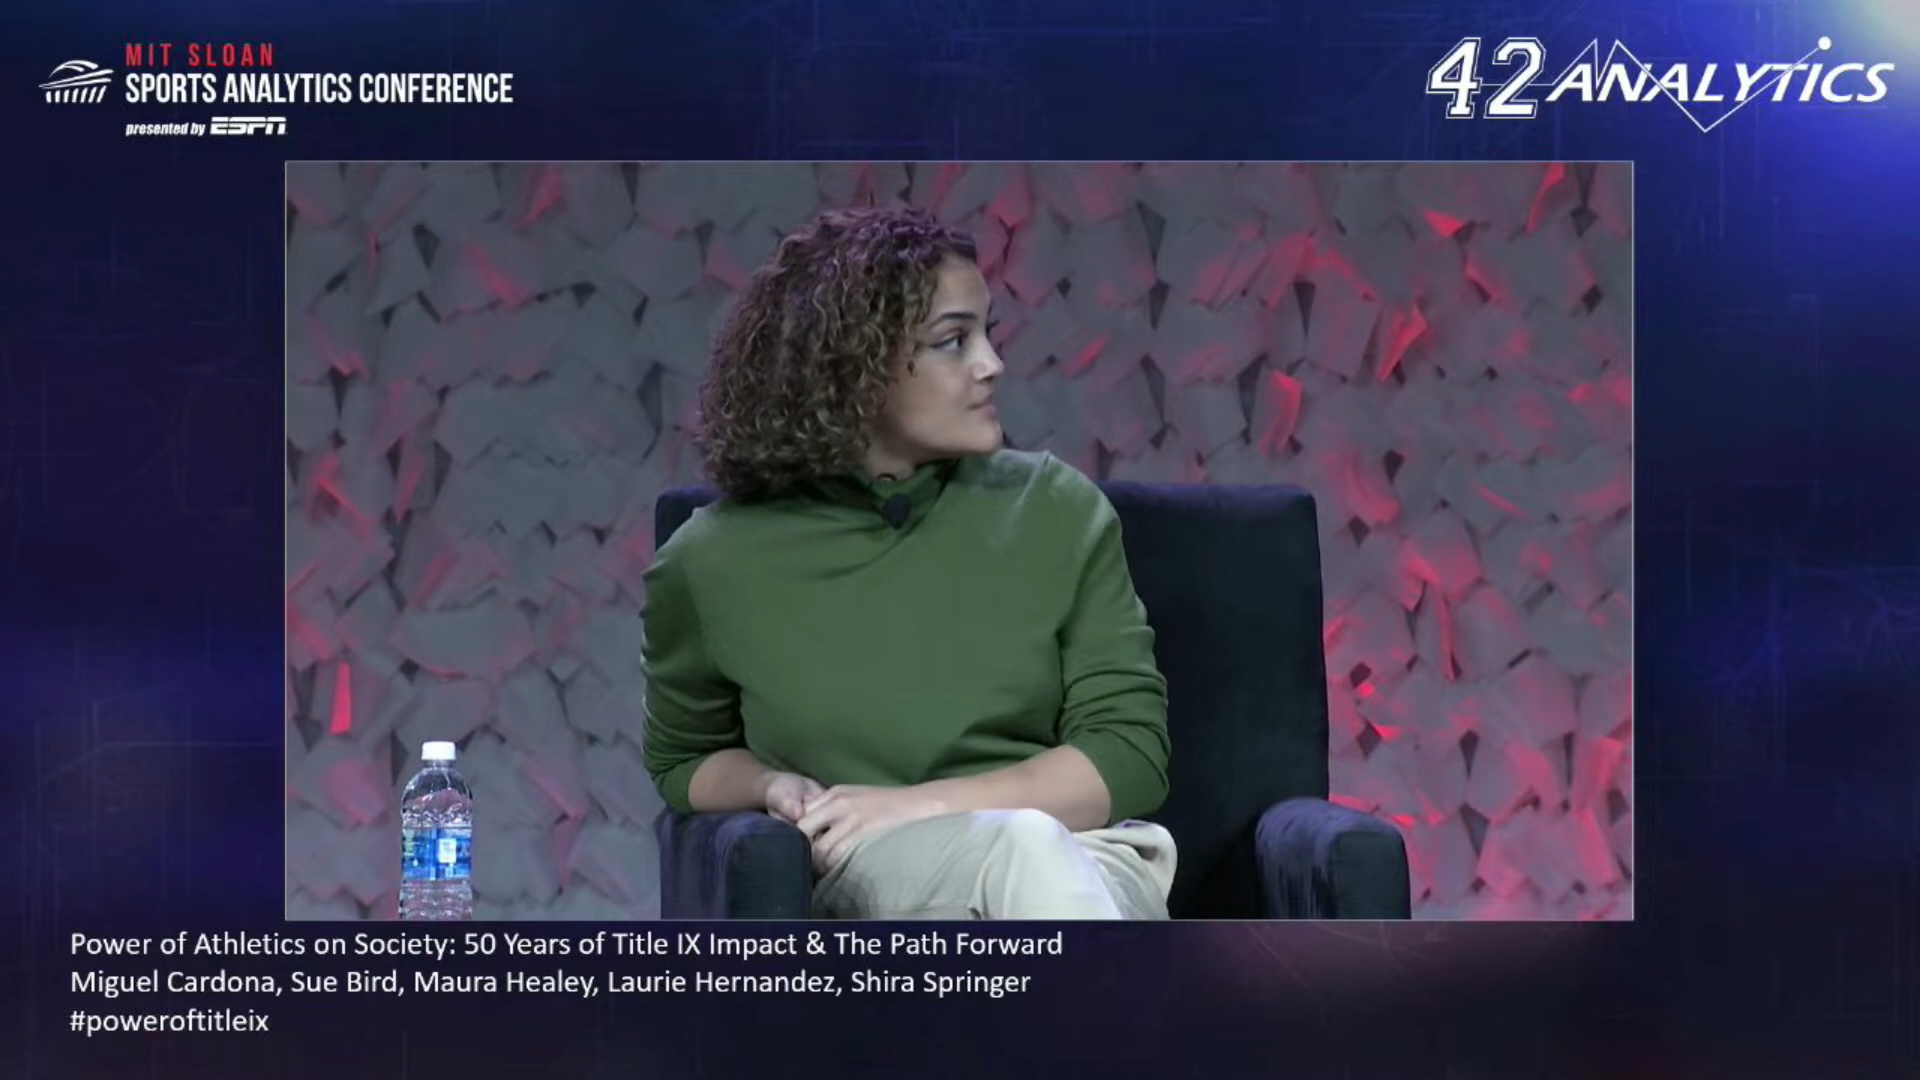 MIT SLOAN
SPORTS ANALYTICS CONFERENCE
presented by ESPN
42 ANALYTICS
Power of Athletics on Society: 50 Years of Title IX Impact & The Path Forward
Miguel Cardona, Sue Bird, Maura Healey, Laurie Hernandez, Shira Springer
#poweroftitleix